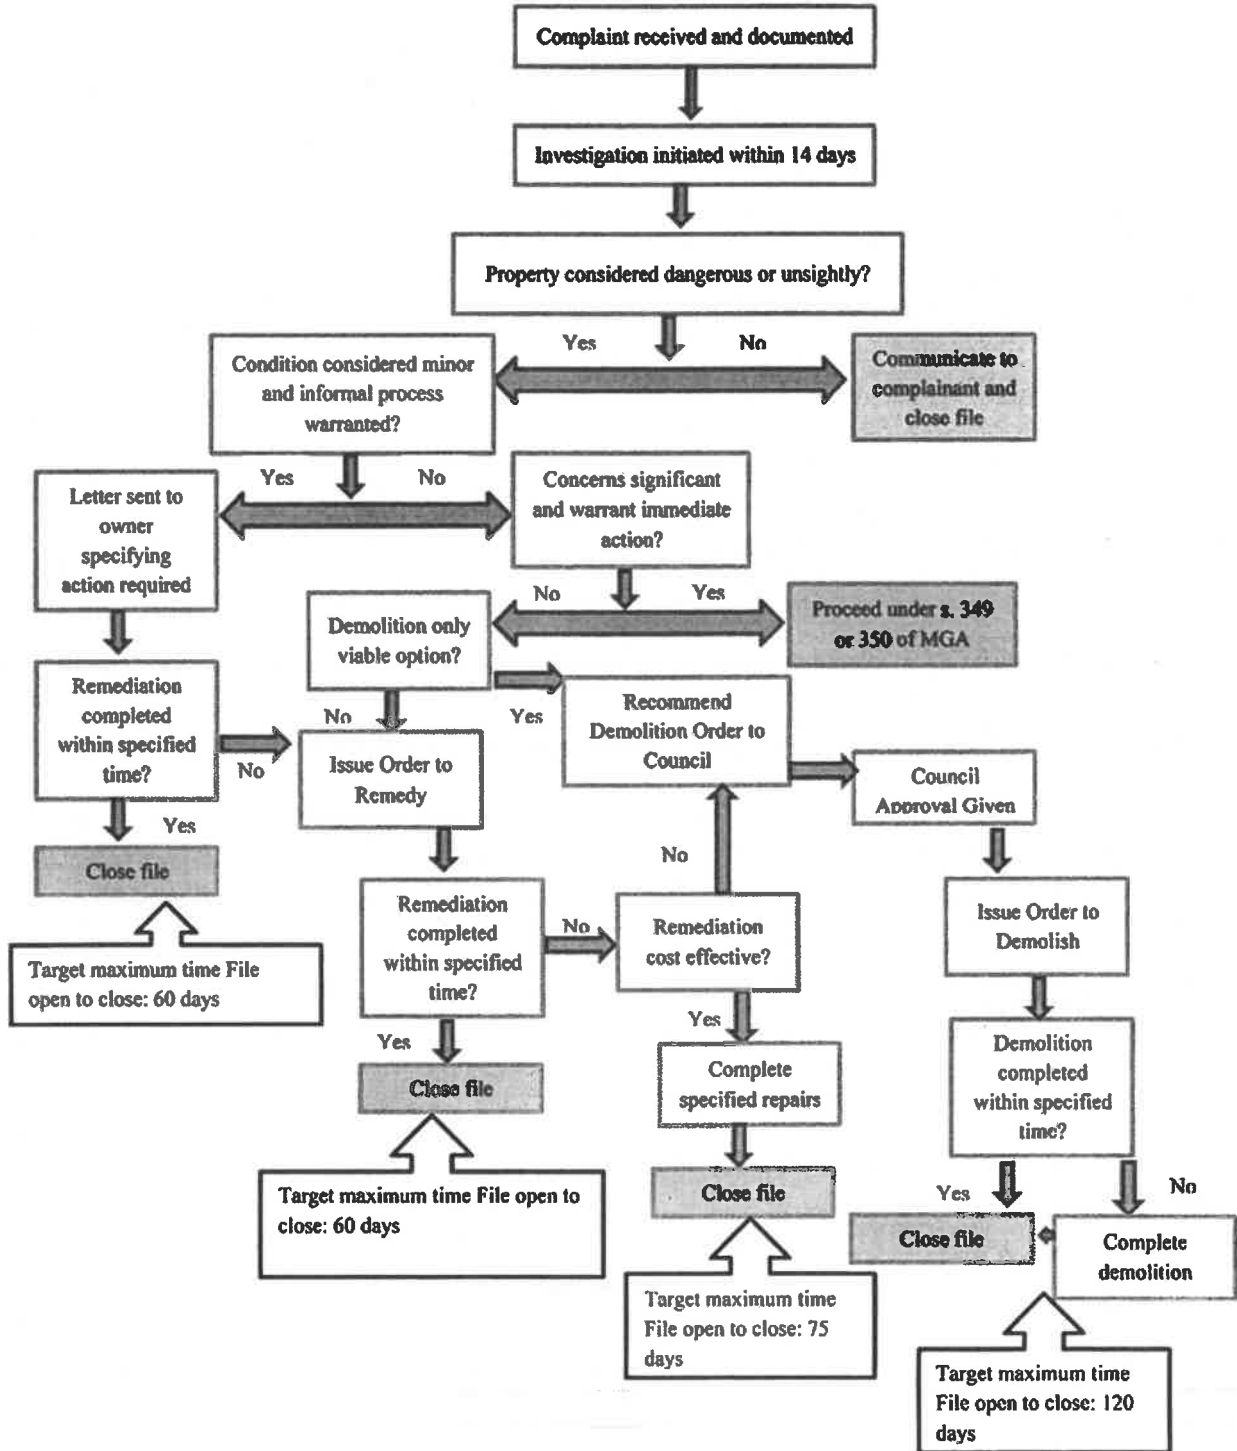 Complaint received and documented
Investigation initiated within 14 days
Property considered dangerous or unsightly?
Yes
No
Condition considered minor
and informal process
warranted?
Communicate to
complainant and
close file
Yes
No
Letter sent to
owner
specifying
action required
Concerns significant
and warrant immediate
action?
No
Yes
Demolition only
viable option?
Proceed under s. 349
or 350 of MGA
Remediation
completed
within specified
time?
No
No
Yes
Issue Order to
Remedy
Recommend
Demolition Order to
Council
Council
Approval Given
Yes
Close file
Target maximum time File
open to close: 60 days
Remediation
completed
within specified
time?
No
No
Remediation
cost effective?
Issue Order to
Demolish
Yes
Close file
Target maximum time File open to
close: 60 days
Yes
Complete
specified repairs
Close file
Target maximum time
File open to close: 75
days
Demolition
completed
within specified
time?
Yes
No
Close file
Complete
demolition
Target maximum time
File open to close: 120
days